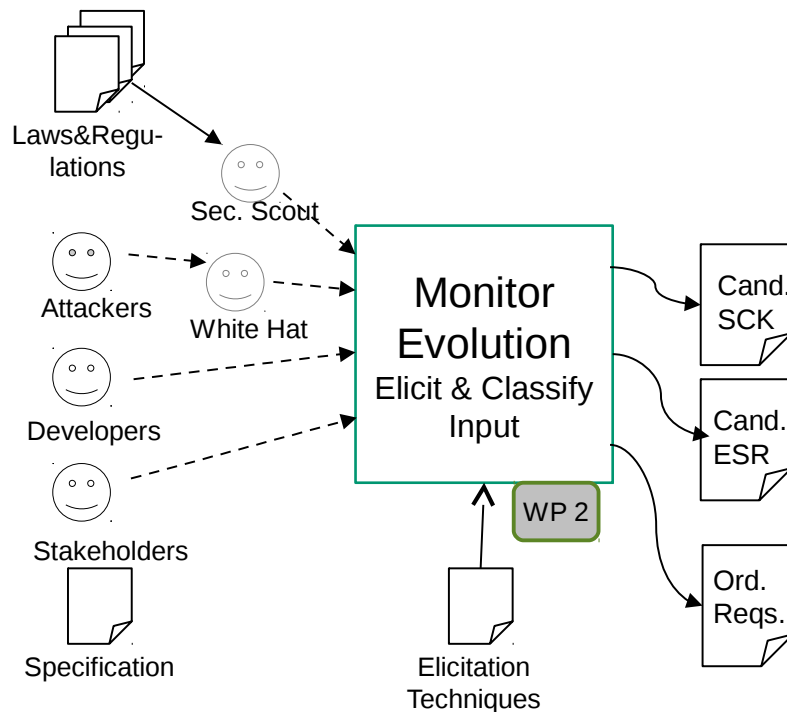 Laws&Regu-
lations
Sec. Scout
Attackers
White Hat
Developers
Stakeholders
Specification
Monitor
Evolution
Elicit & Classify
Input
WP 2
Elicitation
Techniques
Cand.
SCK
Cand.
ESR
Ord.
Reqs.